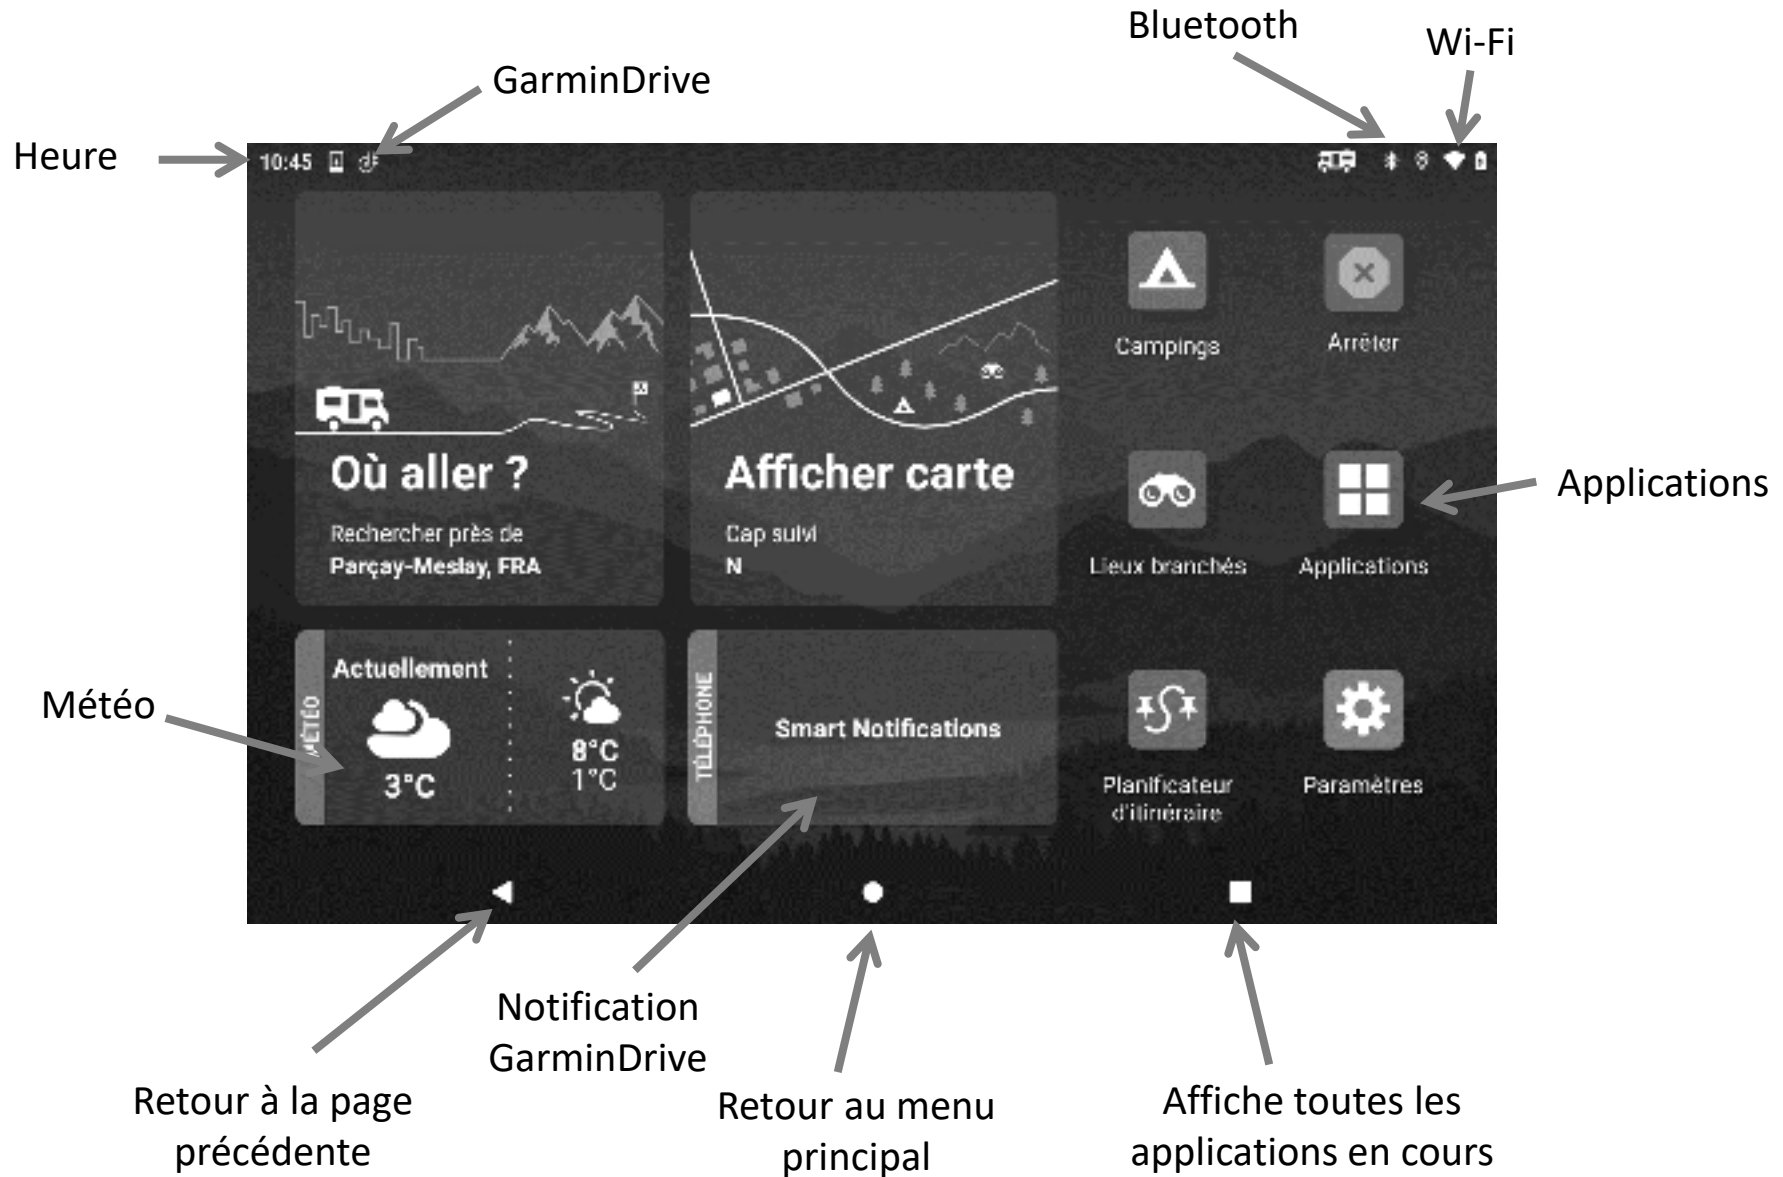 Bluetooth
Wi-Fi
GarminDrive
Heure
10:45
Campings
Arrêter
Où aller ?
Rechercher près de
Parçay-Meslay, FRA
Afficher carte
Cap suivi
N
Lieux branchés
Applications
Applications
Météo
MÉTÉO
Actuellement
3°C
8°C
1°C
TÉLÉPHONE
Smart Notifications
Planificateur
d'itinéraire
Paramètres
Notification
GarminDrive
Retour à la page
précédente
Retour au menu
principal
Affiche toutes les
applications en cours